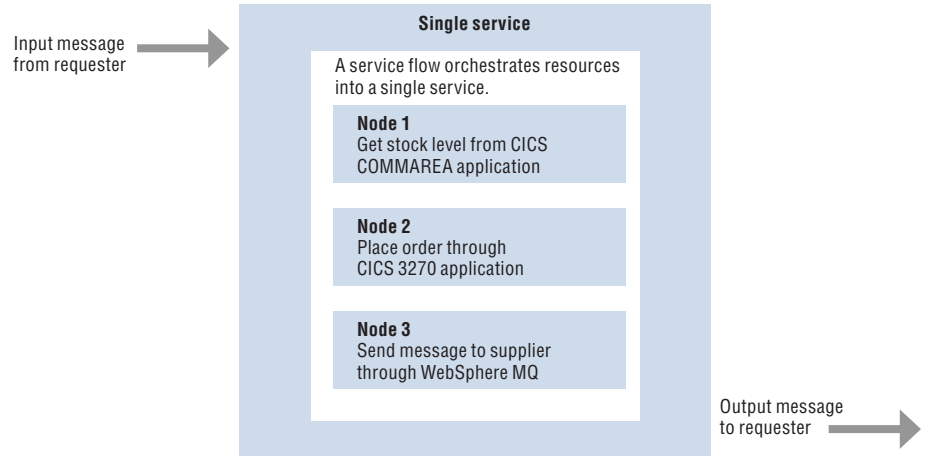 Single service
Input message
from requester
A service flow orchestrates resources
into a single service.
Node 1
Get stock level from CICS
COMMAREA application
Node 2
Place order through
CICS 3270 application
Node 3
Send message to supplier
through WebSphere MQ
Output message
to requester